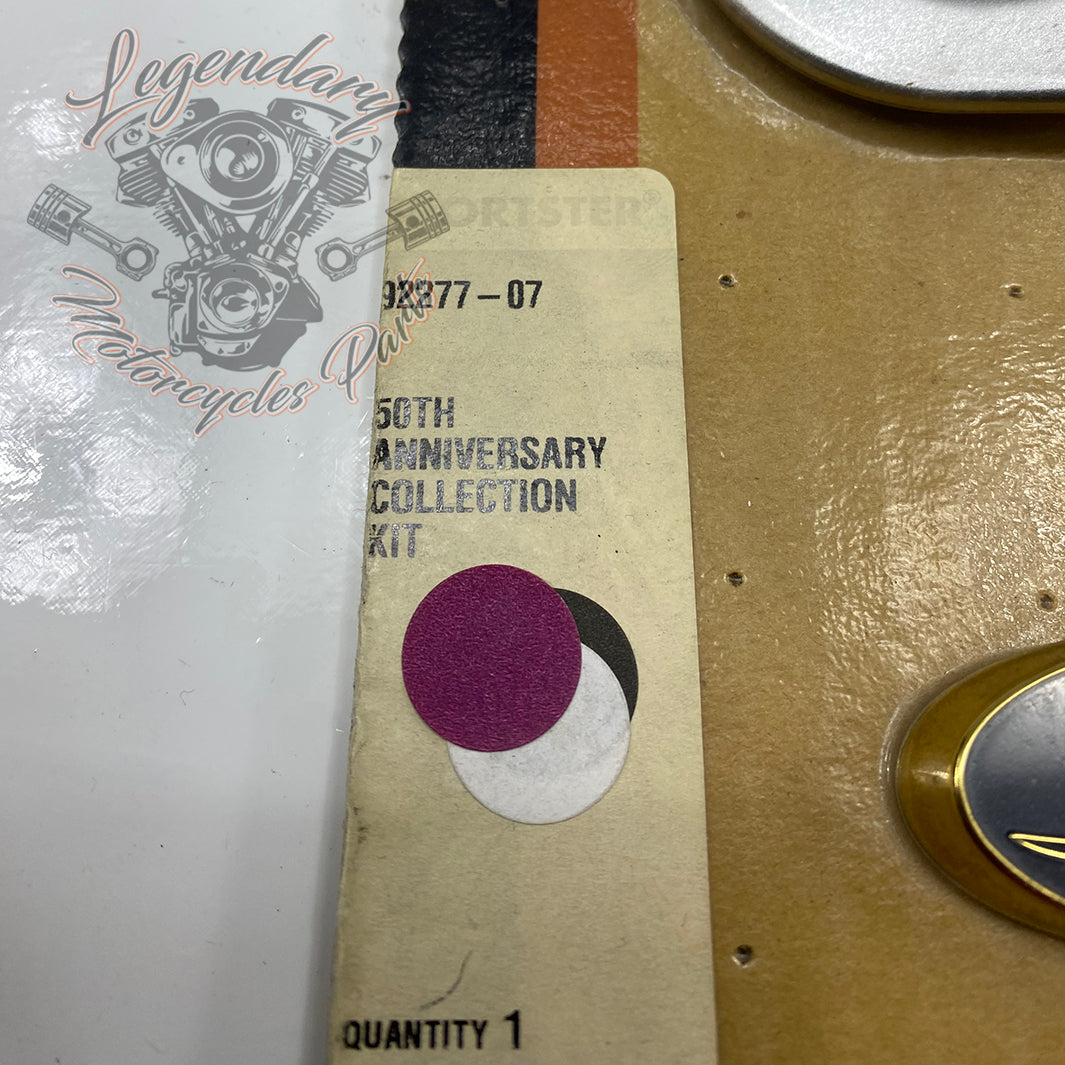 Legendary
Motorcycles Parts
ORTSTER®
92277-07
50TH
ANNIVERSARY
COLLECTION
KIT
QUANTITY 1